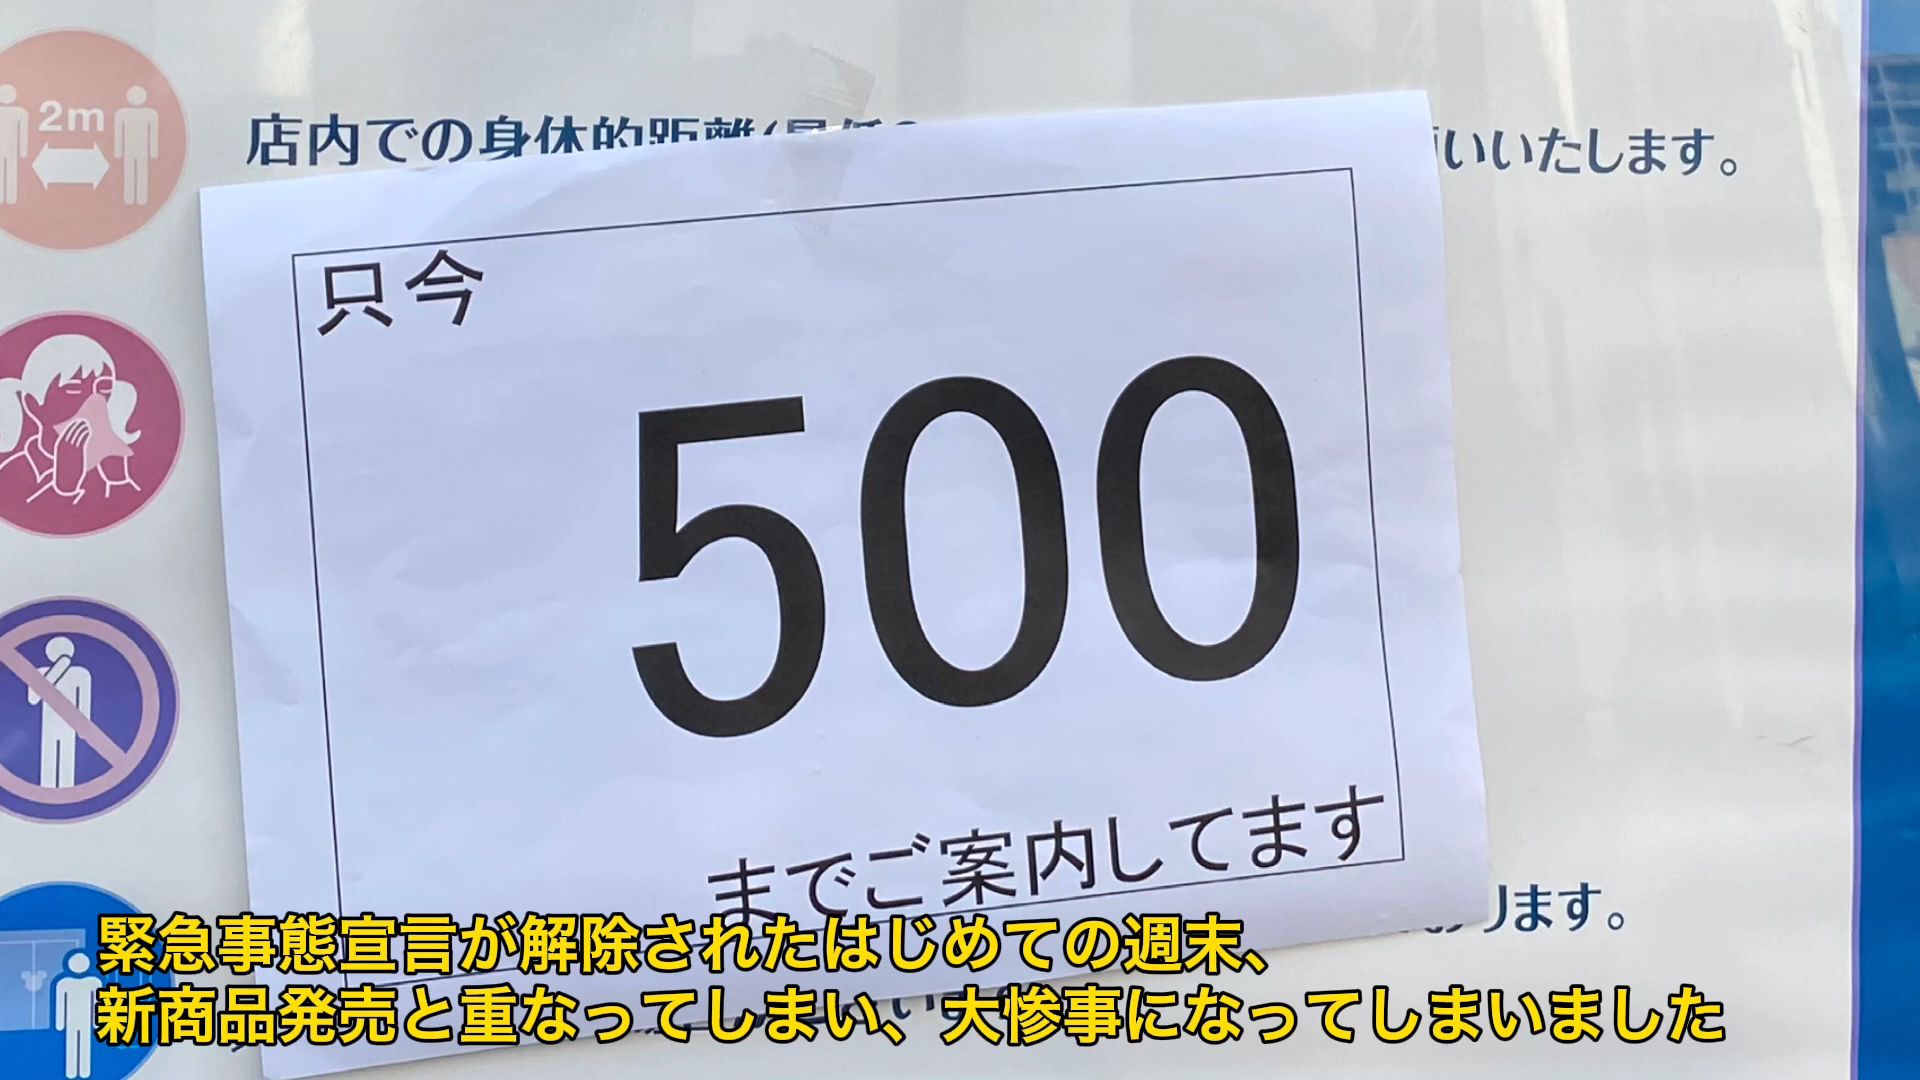 2m
店内での身体的距離
いいたします。
只今
500
までご案内してます
ります。
緊急事態宣言が解除されたはじめての週末、
新商品発売と重なってしまい、大惨事になってしまいました